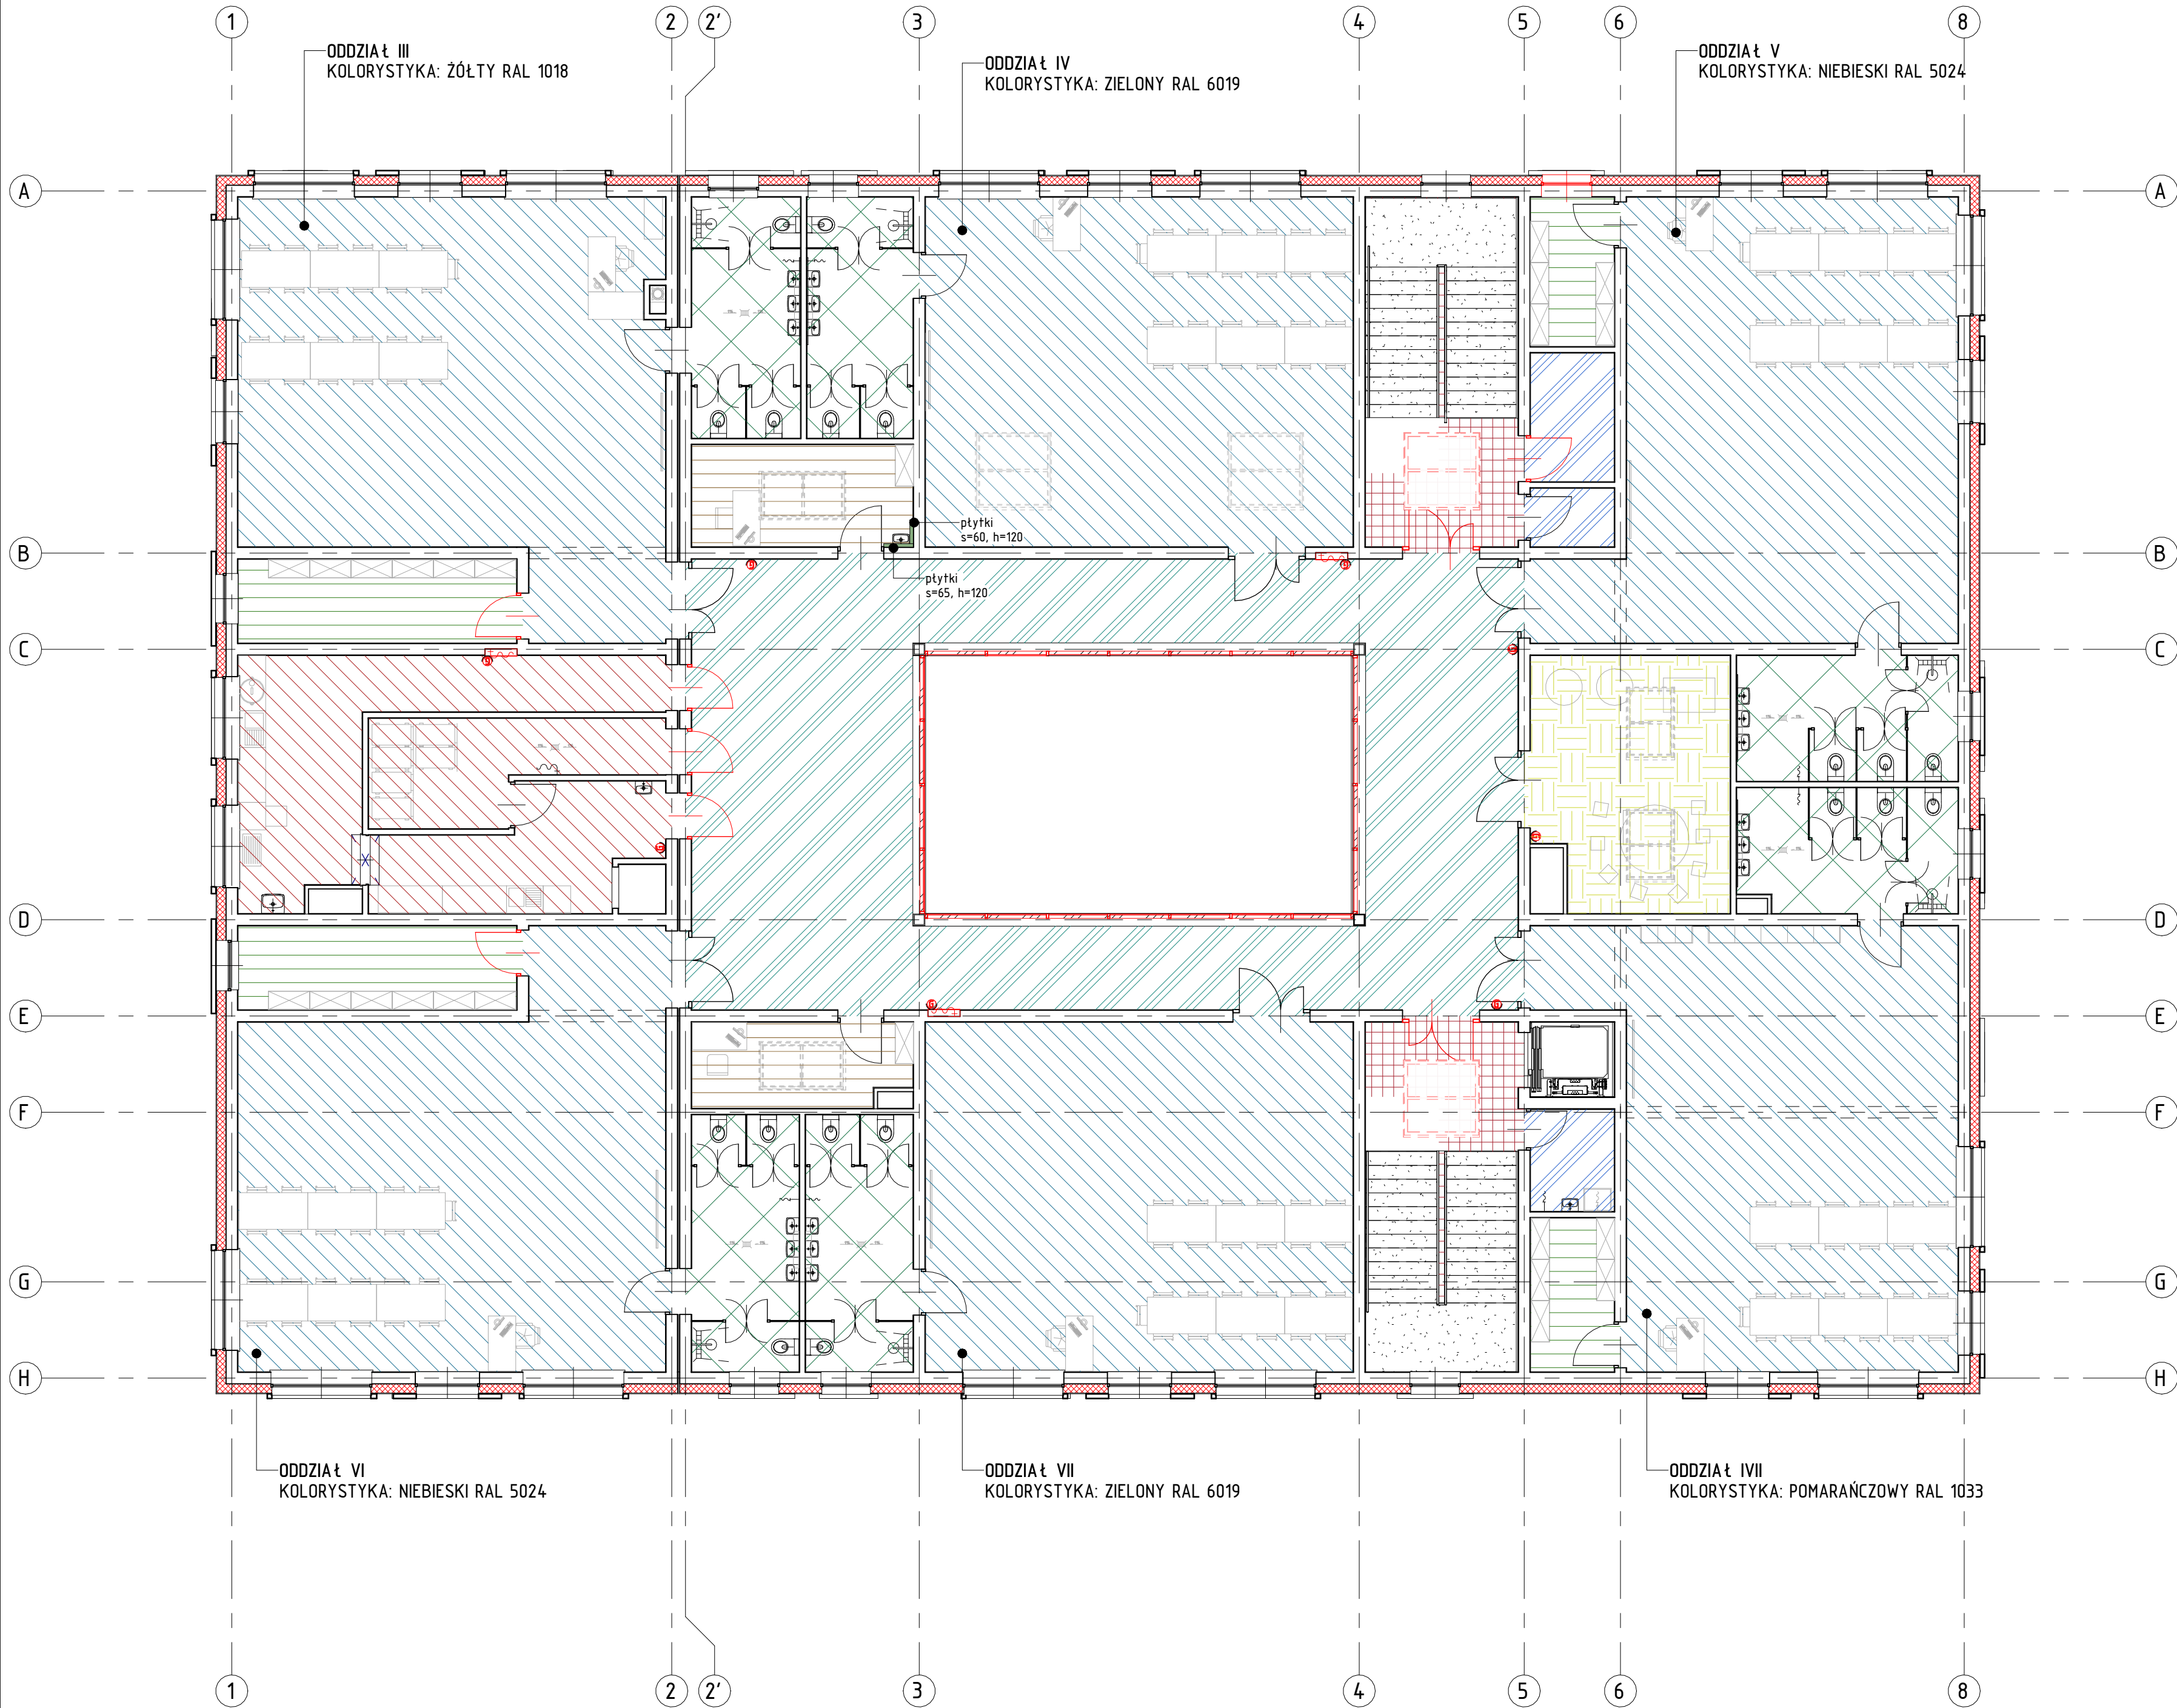 1 2 2' 3 4 5 6 8
ODDZIAŁ III
KOLORYSTYKA: ŻÓŁTY RAL 1018
ODDZIAŁ IV
KOLORYSTYKA: ZIELONY RAL 6019
ODDZIAŁ V
KOLORYSTYKA: NIEBIESKI RAL 5024
A A
płytki
s=60, h=120
B B
płytki
s=65, h=120
C C
D D
E E
F F
G G
H H
ODDZIAŁ VI
KOLORYSTYKA: NIEBIESKI RAL 5024
ODDZIAŁ VII
KOLORYSTYKA: ZIELONY RAL 6019
ODDZIAŁ IVII
KOLORYSTYKA: POMARAŃCZOWY RAL 1033
1 2 2' 3 4 5 6 8